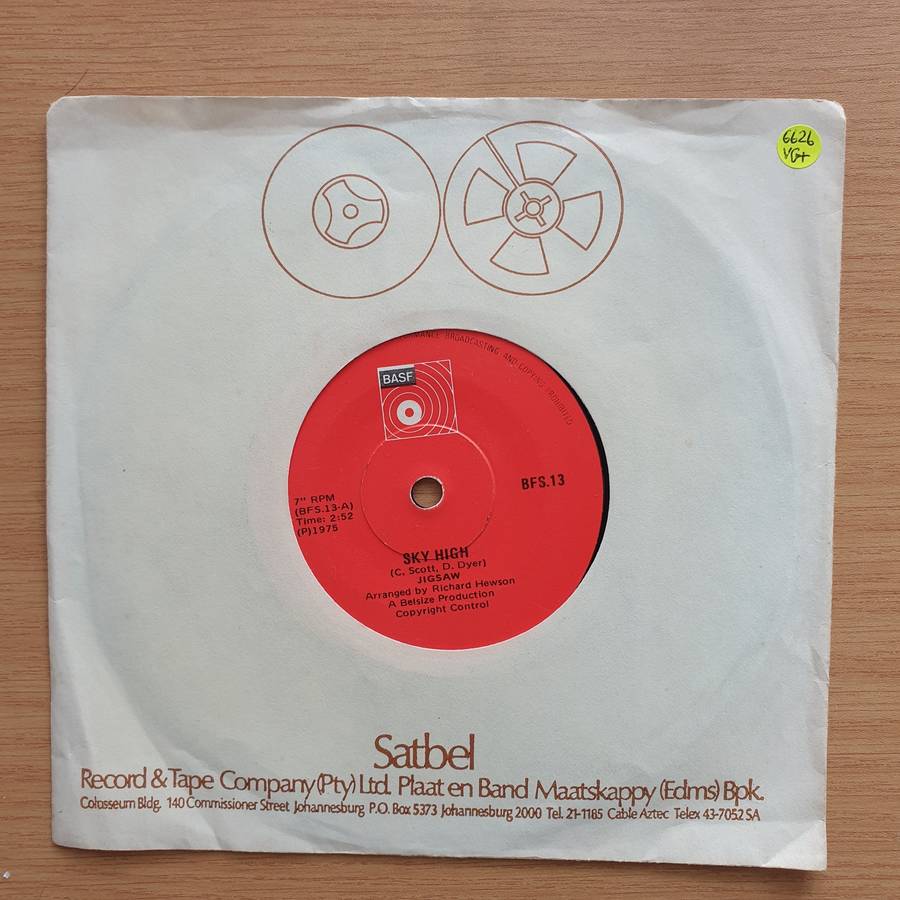 6626
VG+
BROADCASTING AND COPYING PROHIBITED
BASF
BFS.13
7" RPM
(BFS.13-A)
Time: 2:52
(P)1975
SKY HIGH
(C. Scott, D. Dyer)
JIGSAW
Arranged by Richard Hewson
A Belsize Production
Copyright Control
Satbel
Record & Tape Company (Pty) Ltd. Plaat en Band Maatskappy (Edms) Bpk.
Colosseum Bldg. 140 Commissioner Street Johannesburg P.O. Box 5373 Johannesburg 2000 Tel. 21-1185 Cable Aztec Telex 43-7052 SA